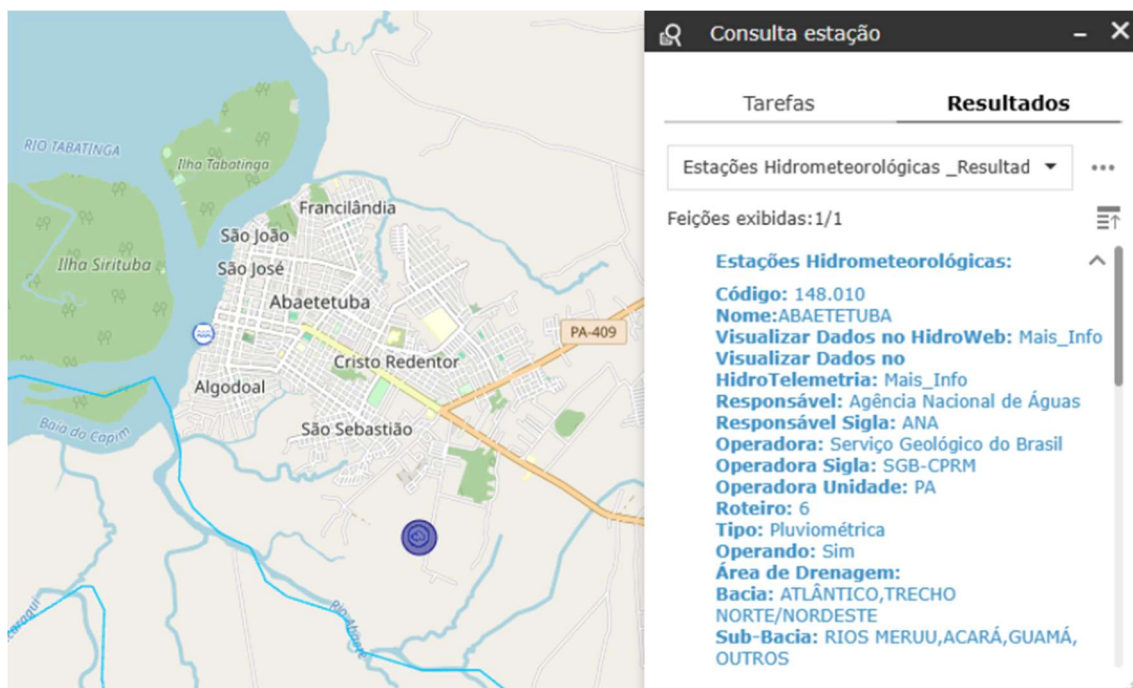 RIO TABATINGA
Ilha Tabatinga
Francilândia
São João
Ilha Sirituba
São José
Abaetetuba
PA-409
Cristo Redentor
Algodoal
Baia do Capim
São Sebastião
Rio Abaeté
Consulta estação
Tarefas
Resultados
Estações Hidrometeorológicas _Resultad
Feições exibidas:1/1
Estações Hidrometeorológicas:
Código: 148.010
Nome:ABAETETUBA
Visualizar Dados no HidroWeb: Mais_Info
Visualizar Dados no
HidroTelemetria: Mais_Info
Responsável: Agência Nacional de Águas
Responsável Sigla: ANA
Operadora: Serviço Geológico do Brasil
Operadora Sigla: SGB-CPRM
Operadora Unidade: PA
Roteiro: 6
Tipo: Pluviométrica
Operando: Sim
Área de Drenagem:
Bacia: ATLÂNTICO,TRECHO
NORTE/NORDESTE
Sub-Bacia: RIOS MERUU,ACARÁ,GUAMÁ,
OUTROS